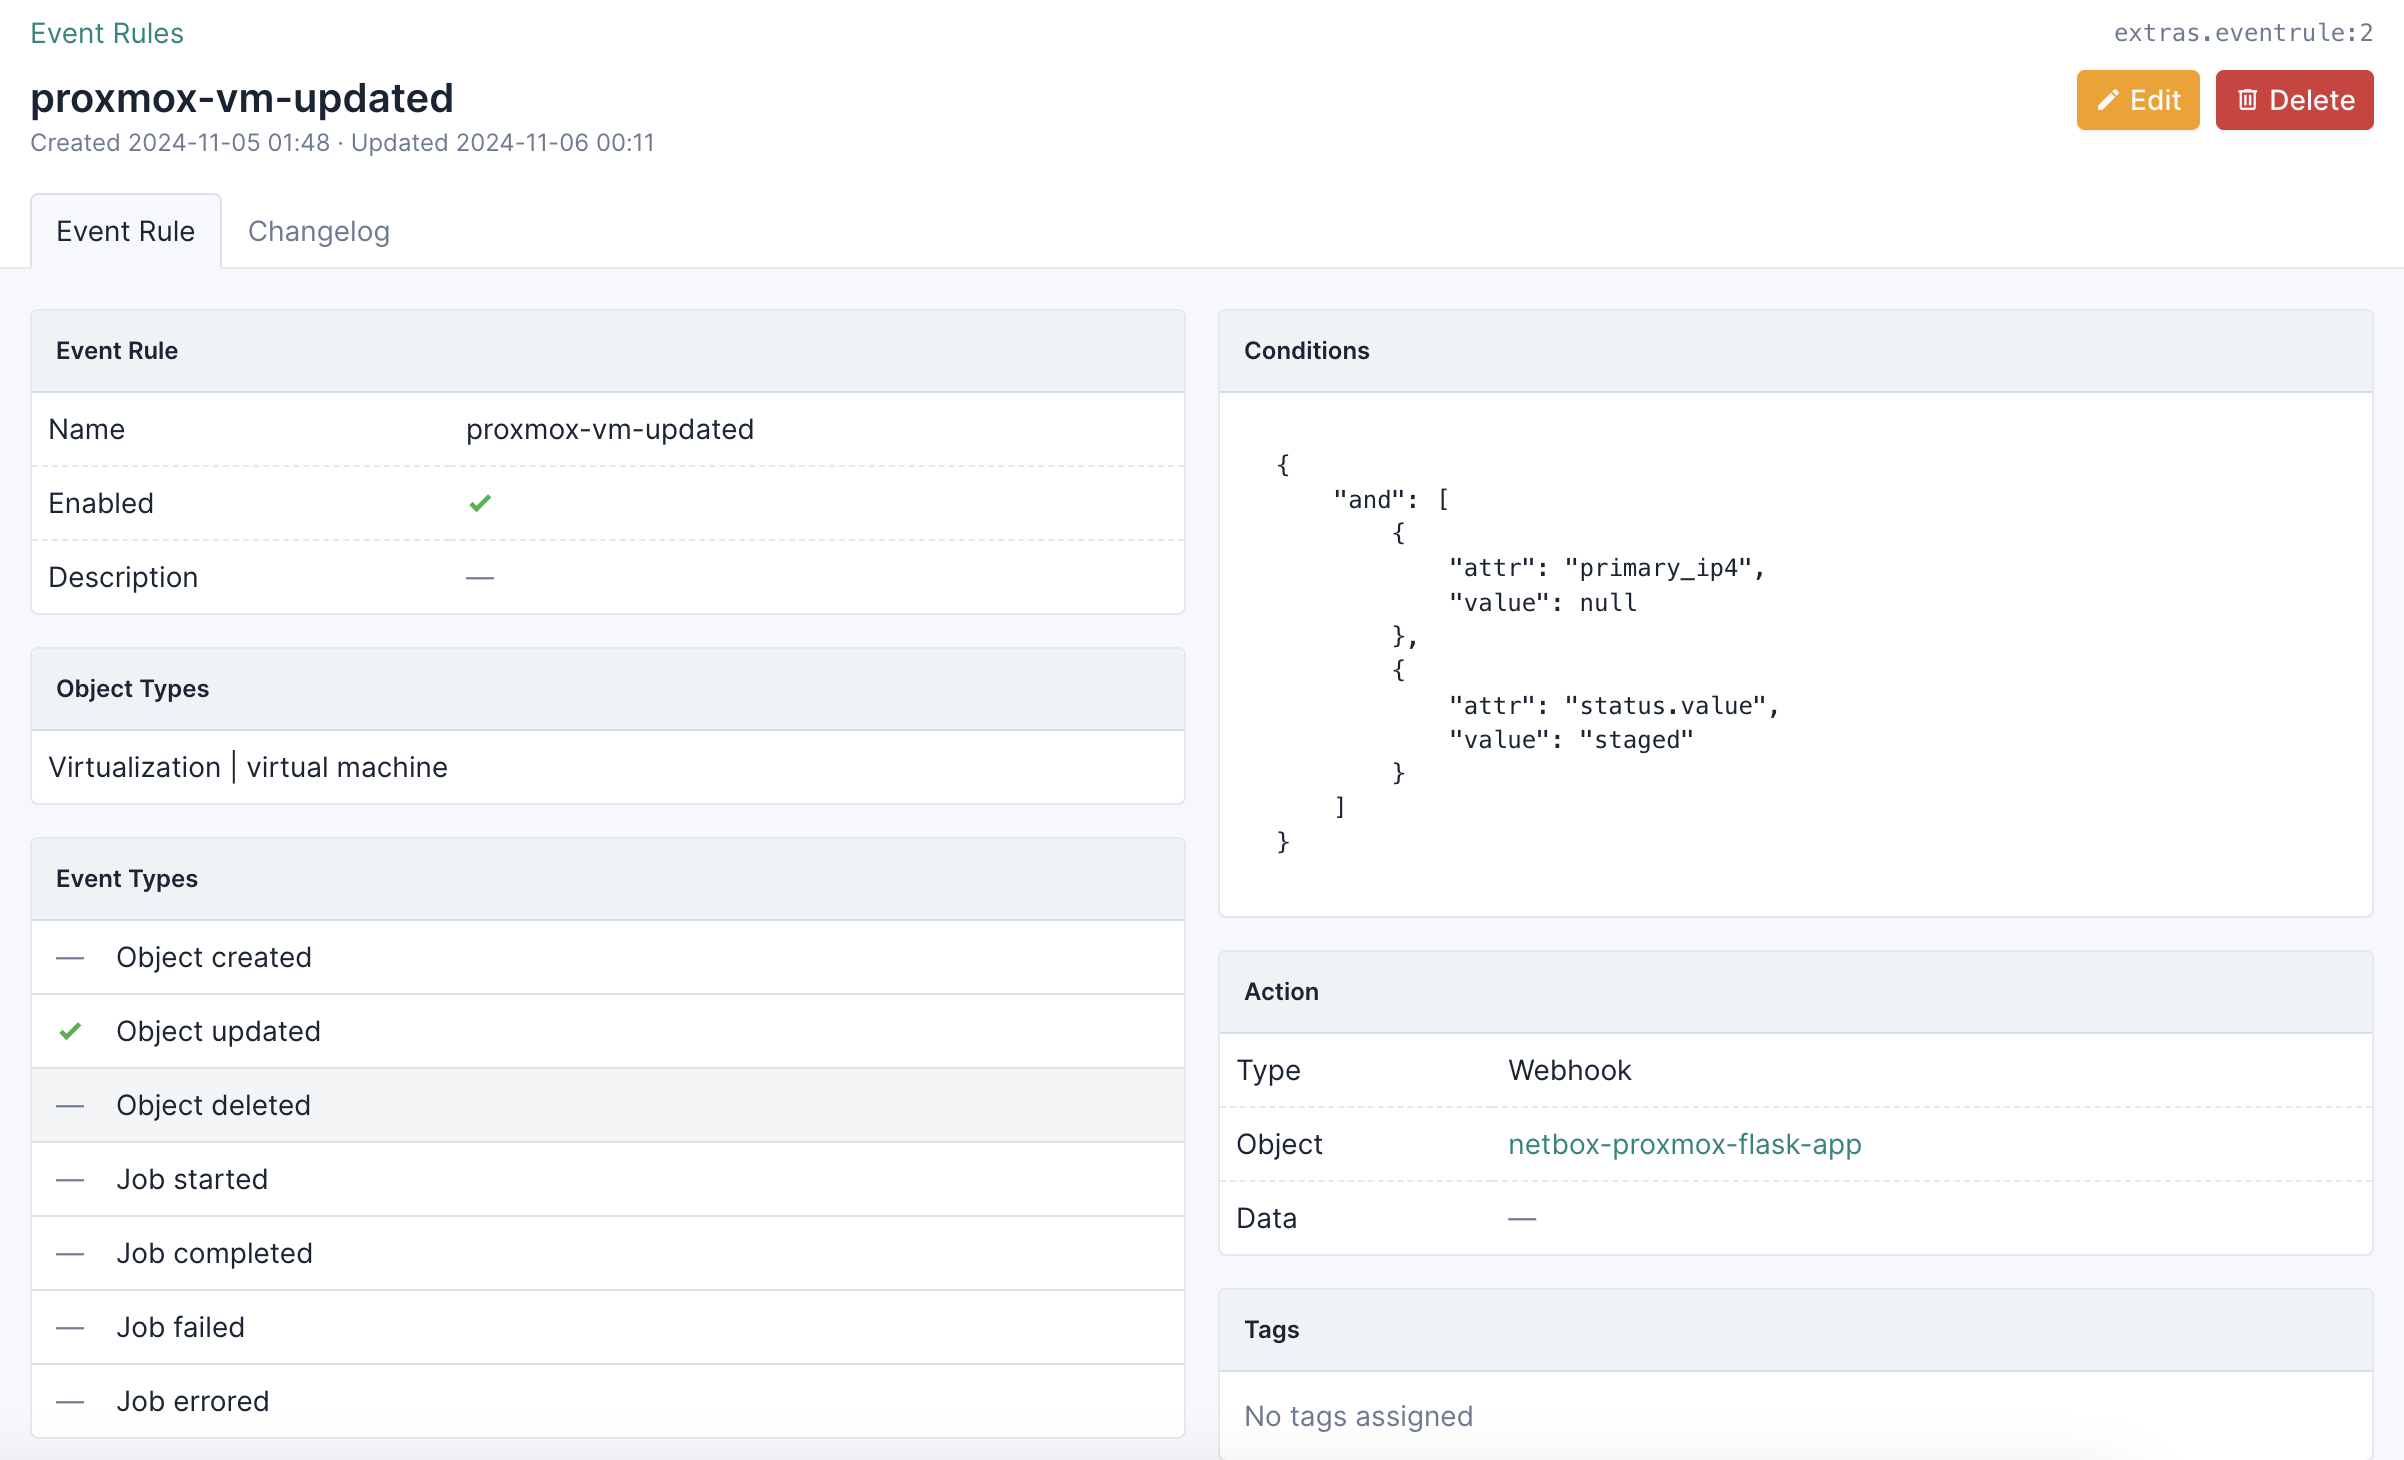 Event Rules
extras.eventrule:2
proxmox-vm-updated
Edit
Delete
Created 2024-11-05 01:48 · Updated 2024-11-06 00:11
Event Rule
Changelog
Event Rule
Name proxmox-vm-updated
Enabled
Description —
Object Types
Virtualization | virtual machine
Event Types
— Object created
Object updated
— Object deleted
— Job started
— Job completed
— Job failed
— Job errored
Conditions
{
    "and": [
        {
            "attr": "primary_ip4",
            "value": null
        },
        {
            "attr": "status.value",
            "value": "staged"
        }
    ]
}
Action
Type Webhook
Object netbox-proxmox-flask-app
Data —
Tags
No tags assigned